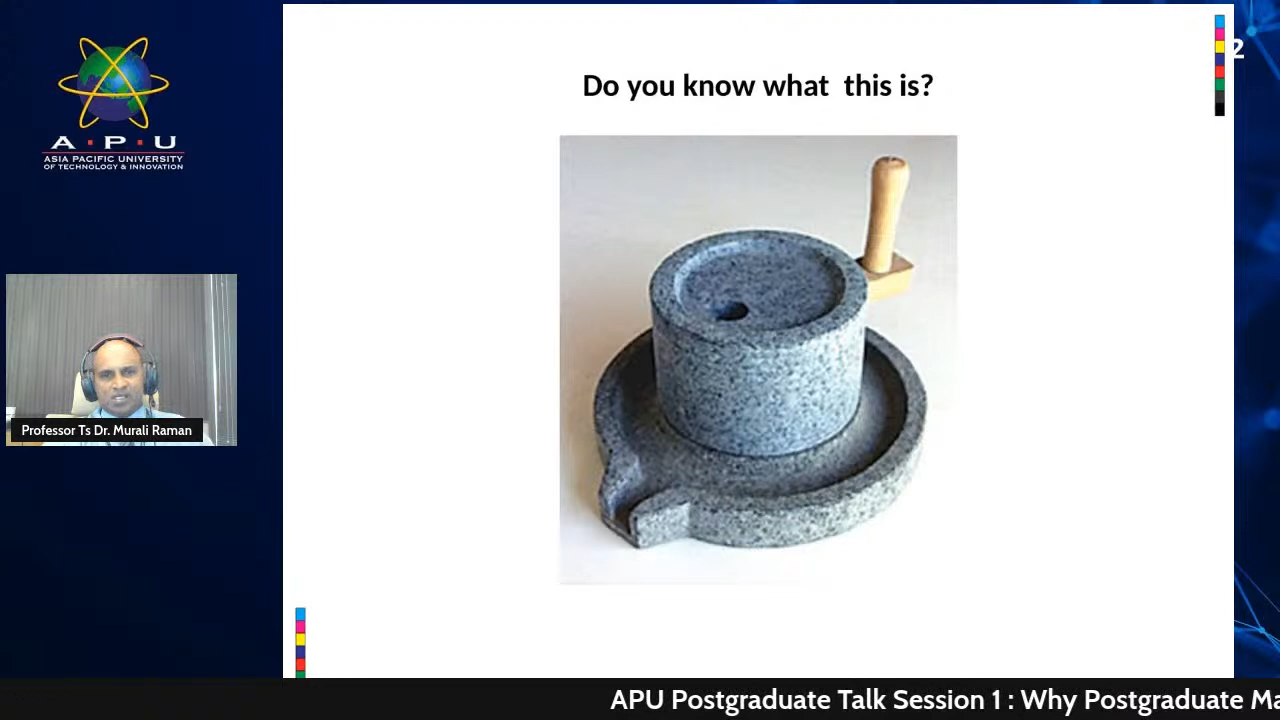 A·P·U
ASIA PACIFIC UNIVERSITY
OF TECHNOLOGY & INNOVATION
2
Do you know what  this is?
Professor Ts Dr. Murali Raman
APU Postgraduate Talk Session 1 : Why Postgraduate Ma